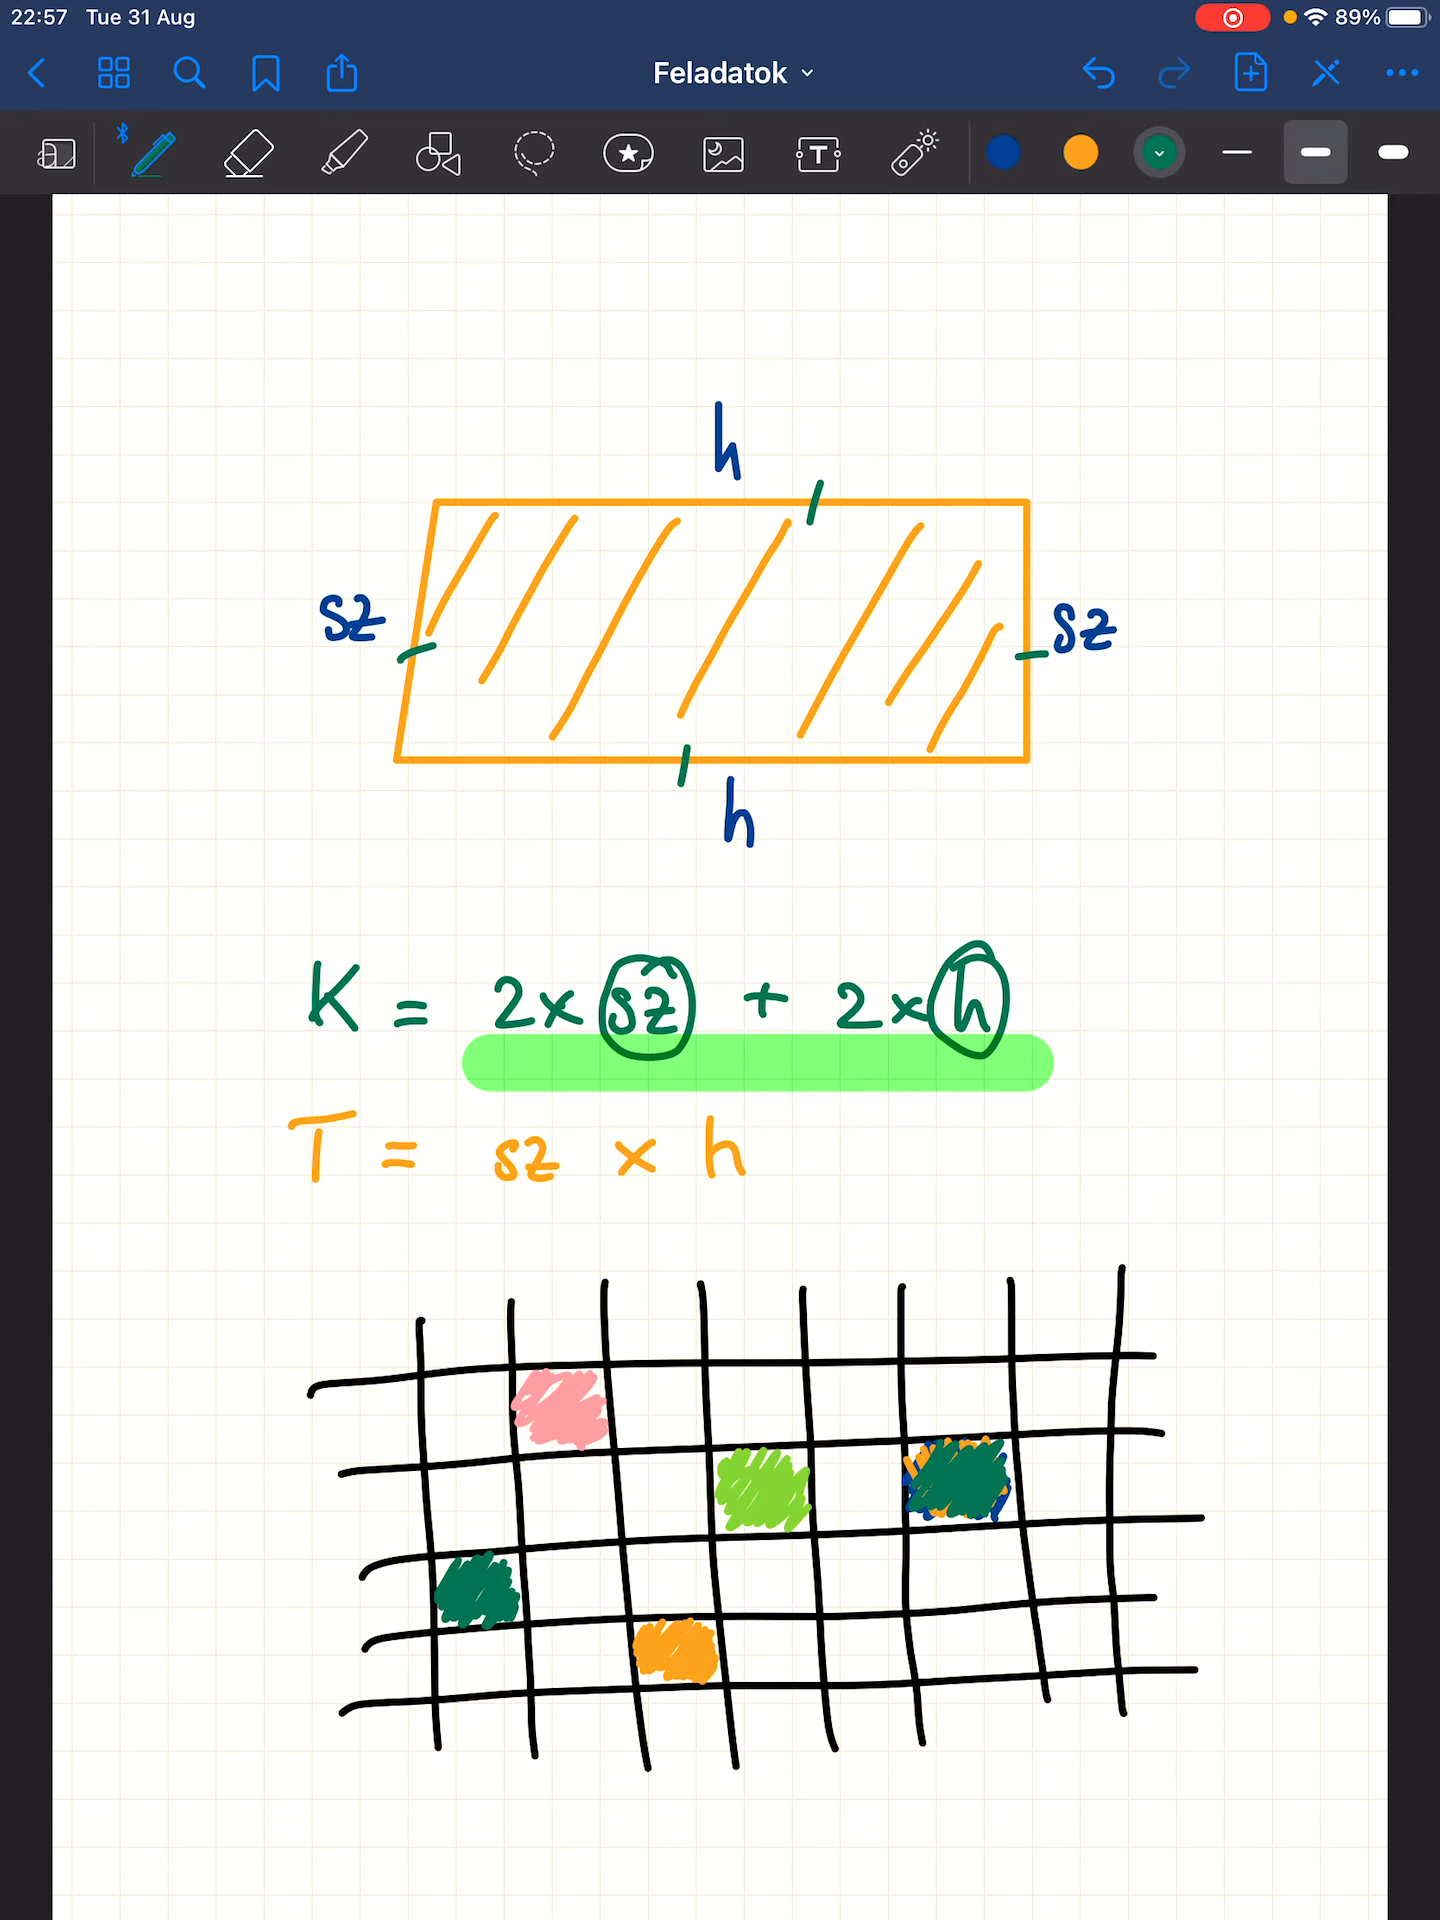 22:57 Tue 31 Aug 89%
Feladatok
T
h
sz sz
h
K = 2x sz + 2x h
T = sz x h